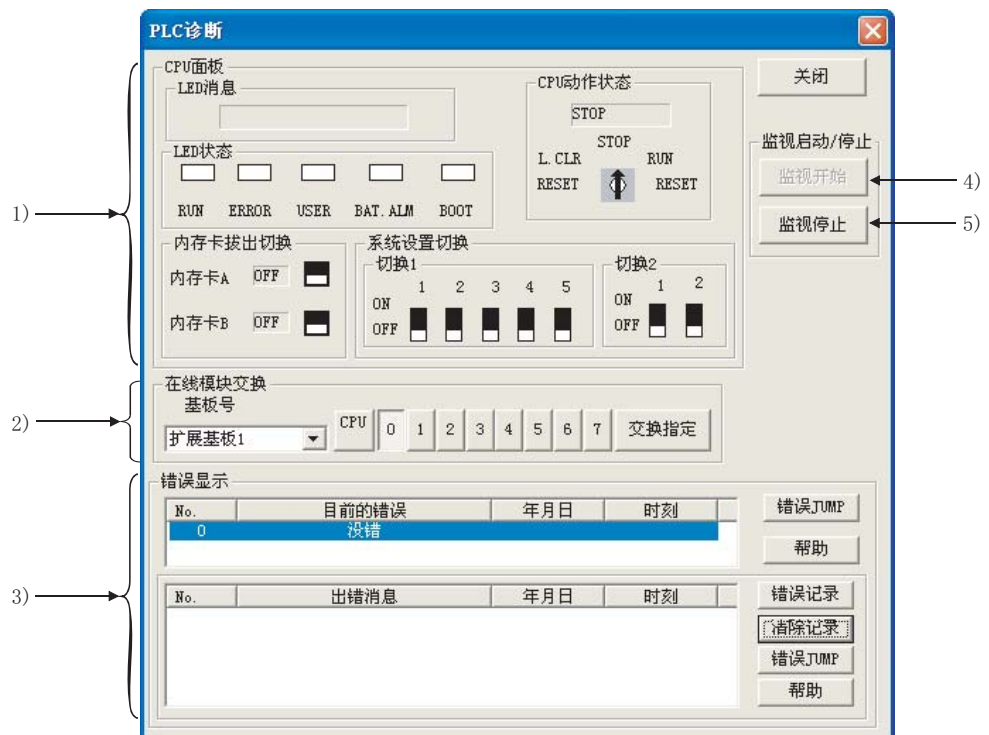 PLC诊断
CPU面板
LED消息
CPU动作状态
STOP
STOP
L.CLR RUN
RESET RESET
关闭
LED状态
RUN ERROR USER BAT.ALM BOOT
监视启动/停止
监视开始
4)
监视停止
5)
1)
内存卡拔出切换
内存卡A OFF
内存卡B OFF
系统设置切换
切换1
1 2 3 4 5
ON
OFF
切换2
1 2
ON
OFF
2)
在线模块交换
基板号
扩展基板1 CPU 0 1 2 3 4 5 6 7 交换指定
3)
错误显示
No. 目前的错误 年月日 时刻
0 没错
错误JUMP
帮助
No. 出错消息 年月日 时刻
错误记录
清除记录
错误JUMP
帮助